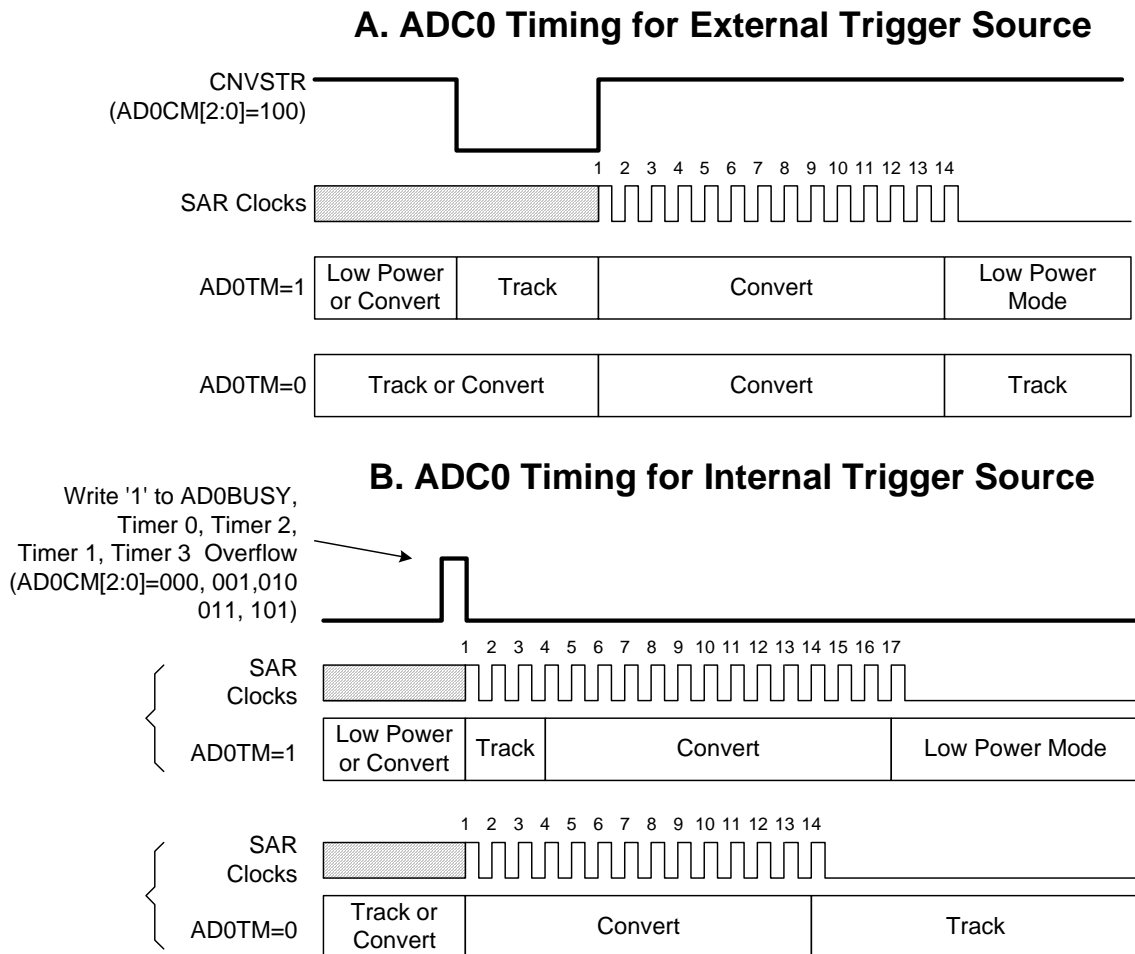 A. ADC0 Timing for External Trigger Source
CNVSTR
(AD0CM[2:0]=100)
1 2 3 4 5 6 7 8 9 10 11 12 13 14
SAR Clocks
AD0TM=1
Low Power
or Convert
Track
Convert
Low Power
Mode
AD0TM=0
Track or Convert
Convert
Track
B. ADC0 Timing for Internal Trigger Source
Write '1' to AD0BUSY,
Timer 0, Timer 2,
Timer 1, Timer 3 Overflow
(AD0CM[2:0]=000, 001,010
011, 101)
1 2 3 4 5 6 7 8 9 10 11 12 13 14 15 16 17
SAR
Clocks
AD0TM=1
Low Power
or Convert
Track
Convert
Low Power Mode
1 2 3 4 5 6 7 8 9 10 11 12 13 14
SAR
Clocks
AD0TM=0
Track or
Convert
Convert
Track